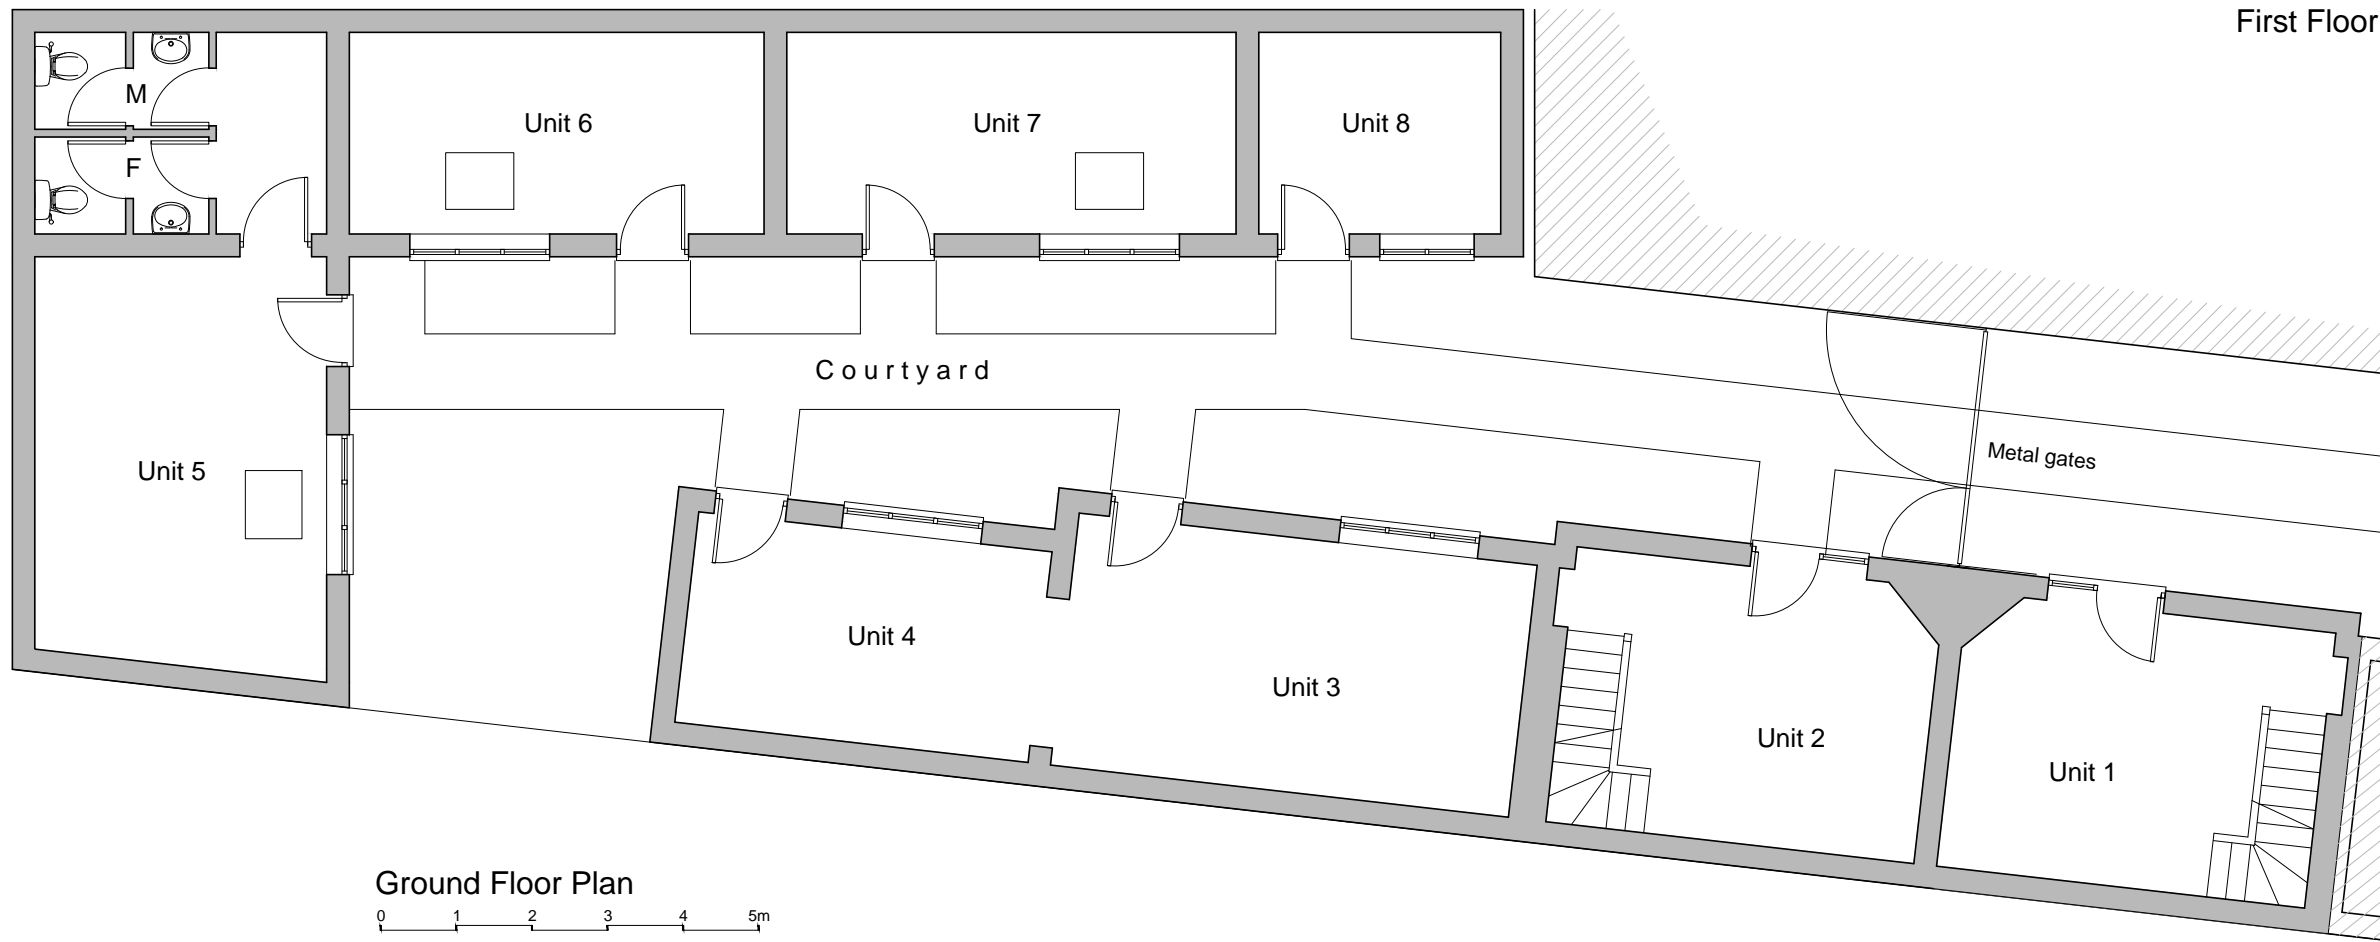 First Floor
M
Unit 6
Unit 7
Unit 8
F
Courtyard
Metal gates
Unit 5
Unit 4
Unit 3
Unit 2
Unit 1
Ground Floor Plan
0 1 2 3 4 5m